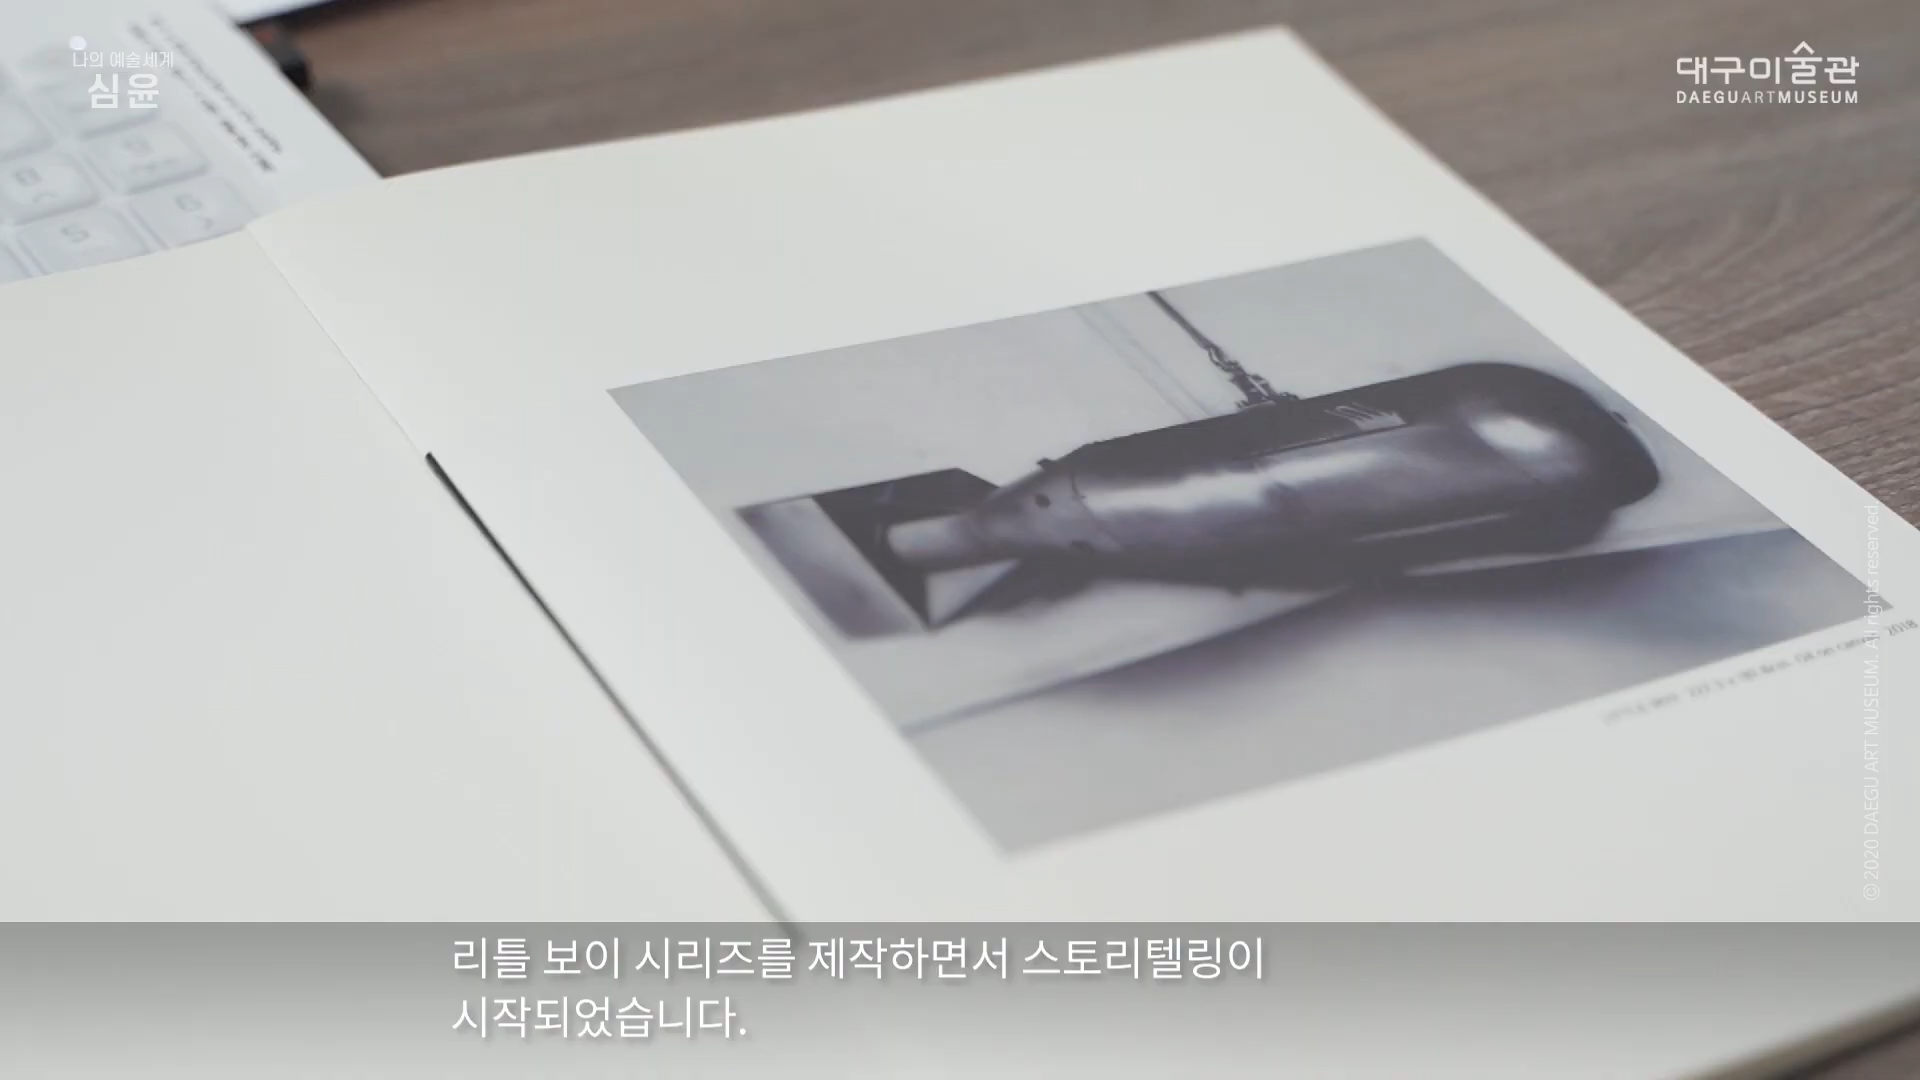 나의 예술세계
심윤
대구미술관
DAEGUARTMUSEUM
2018
© 2020 DAEGU ART MUSEUM. All rights reserved.
리틀 보이 시리즈를 제작하면서 스토리텔링이
시작되었습니다.